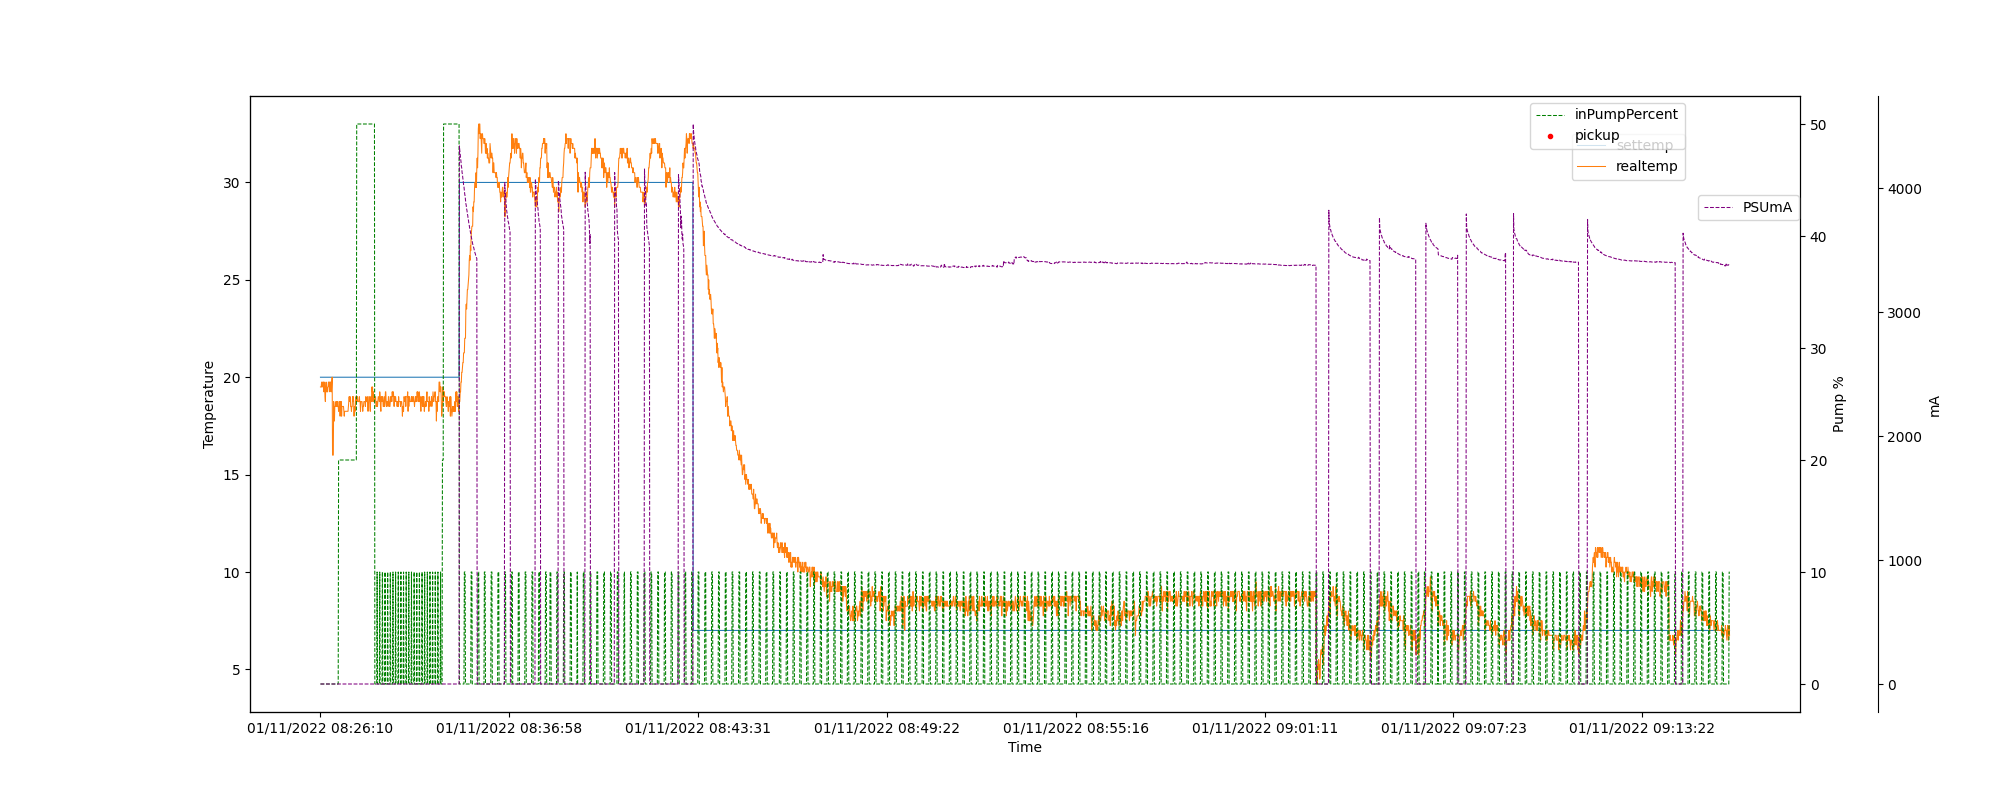 inPumpPercent
pickup
settemp
realtemp
PSUmA
Temperature
30
25
20
15
10
5
50
40
30
20
10
0
Pump %
4000
3000
2000
1000
0
mA
01/11/2022 08:26:10
01/11/2022 08:36:58
01/11/2022 08:43:31
01/11/2022 08:49:22
01/11/2022 08:55:16
01/11/2022 09:01:11
01/11/2022 09:07:23
01/11/2022 09:13:22
Time